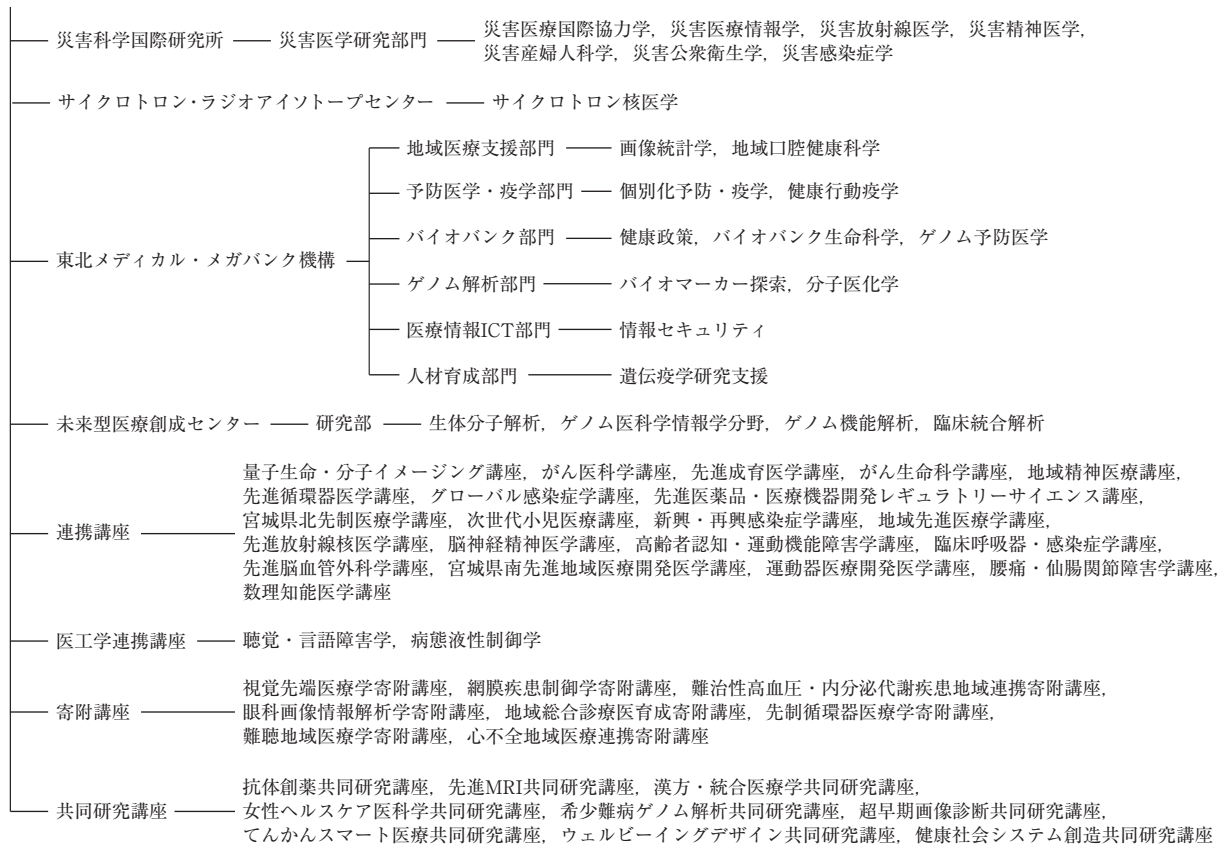 災害科学国際研究所 災害医学研究部門 災害医療国際協力学，災害医療情報学，災害放射線医学，災害精神医学，
災害産婦人科学，災害公衆衛生学，災害感染症学
サイクロトロン・ラジオアイソトープセンター サイクロトロン核医学
東北メディカル・メガバンク機構
地域医療支援部門 画像統計学，地域口腔健康科学
予防医学・疫学部門 個別化予防・疫学，健康行動疫学
バイオバンク部門 健康政策，バイオバンク生命科学，ゲノム予防医学
ゲノム解析部門 バイオマーカー探索，分子医化学
医療情報ICT部門 情報セキュリティ
人材育成部門 遺伝疫学研究支援
未来型医療創成センター 研究部 生体分子解析，ゲノム医科学情報学分野，ゲノム機能解析，臨床統合解析
連携講座
量子生命・分子イメージング講座，がん医科学講座，先進成育医学講座，がん生命科学講座，地域精神医療講座，
先進循環器医学講座，グローバル感染症学講座，先進医薬品・医療機器開発レギュラトリーサイエンス講座，
宮城県北先制医療学講座，次世代小児医療講座，新興・再興感染症学講座，地域先進医療学講座，
先進放射線核医学講座，脳神経精神医学講座，高齢者認知・運動機能障害学講座，臨床呼吸器・感染症学講座，
先進脳血管外科学講座，宮城県南先進地域医療開発医学講座，運動器医療開発医学講座，腰痛・仙腸関節障害学講座，
数理知能医学講座
医工学連携講座 聴覚・言語障害学，病態液性制御学
寄附講座
視覚先端医療学寄附講座，網膜疾患制御学寄附講座，難治性高血圧・内分泌代謝疾患地域連携寄附講座，
眼科画像情報解析学寄附講座，地域総合診療医育成寄附講座，先制循環器医療学寄附講座，
難聴地域医療学寄附講座，心不全地域医療連携寄附講座
共同研究講座
抗体創薬共同研究講座，先進MRI共同研究講座，漢方・統合医療学共同研究講座，
女性ヘルスケア医科学共同研究講座，希少難病ゲノム解析共同研究講座，超早期画像診断共同研究講座，
てんかんスマート医療共同研究講座，ウェルビーイングデザイン共同研究講座，健康社会システム創造共同研究講座